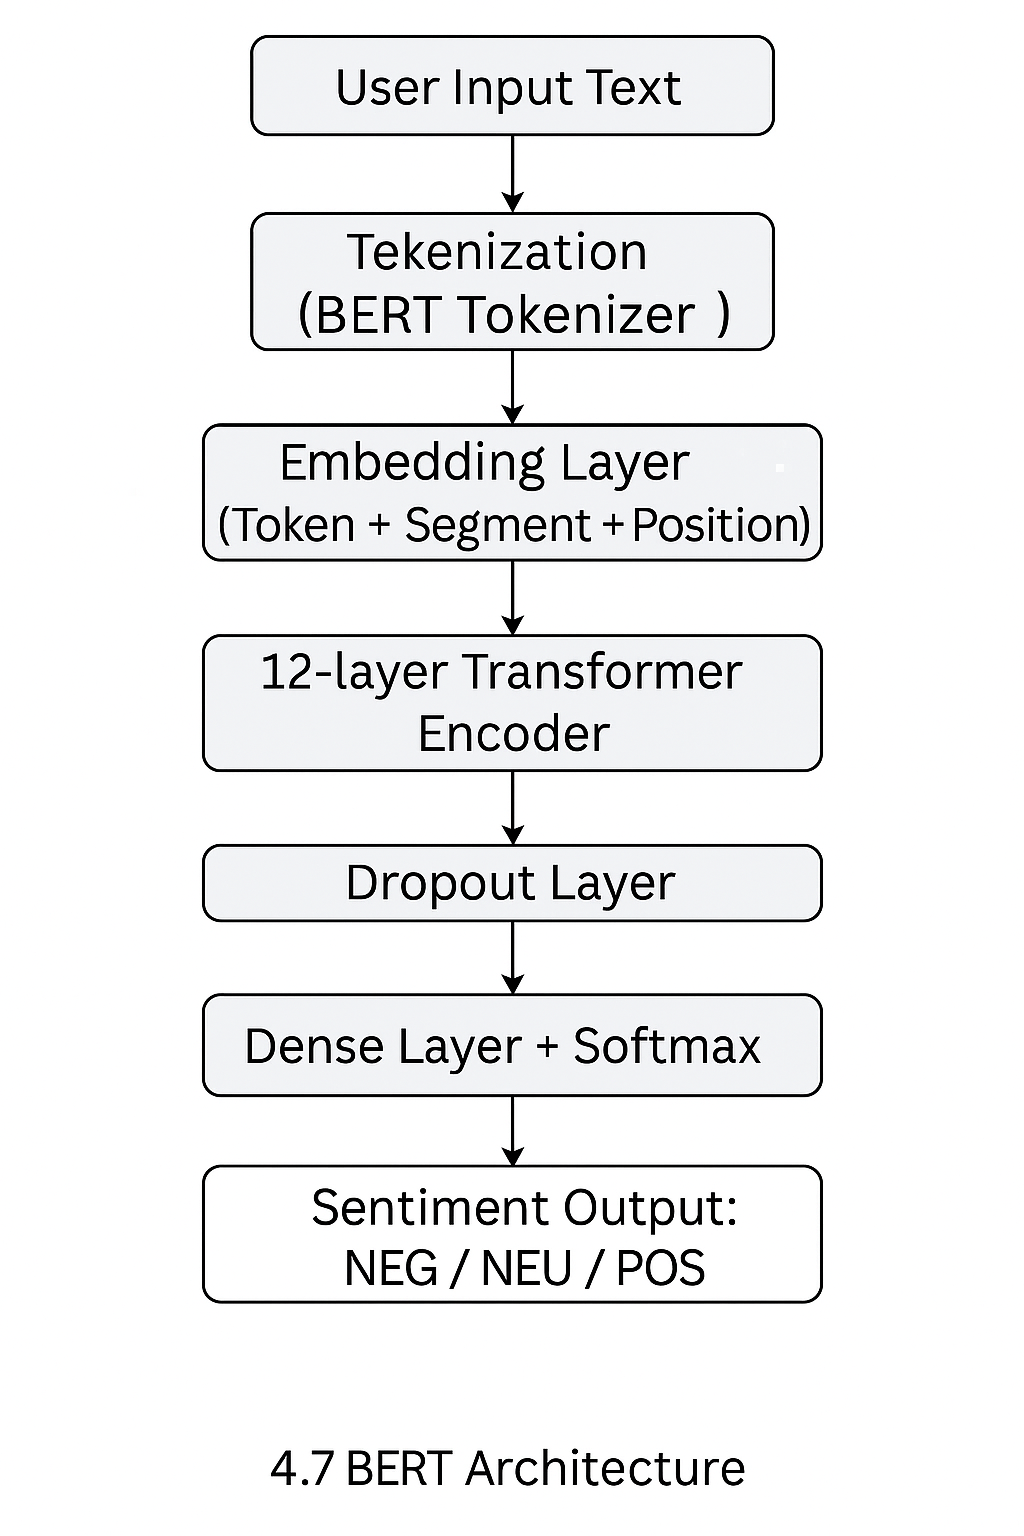 User Input Text
Tekenization
(BERT Tokenizer )
Embedding Layer
(Token + Segment + Position)
12-layer Transformer
Encoder
Dropout Layer
Dense Layer + Softmax
Sentiment Output:
NEG / NEU / POS
4.7 BERT Architecture